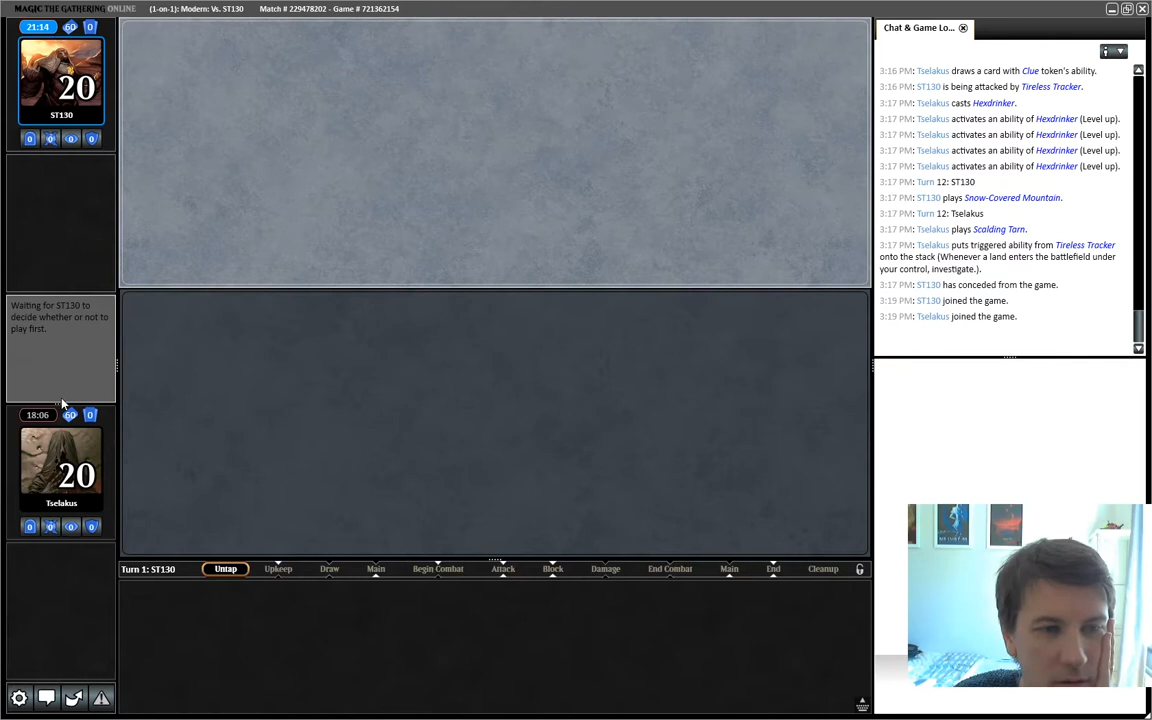 MAGIC THE GATHERING ONLINE (1-on-1): Modern: Vs. ST130 Match # 229478202 - Game # 721362154
21:14 60 0
20
ST130
0 0 0 0
Waiting for ST130 to
decide whether or not to
play first.
18:06 60 0
20
Tselakus
0 0 0 0
Turn 1: ST130 Untap Upkeep Draw Main Begin Combat Attack Block Damage End Combat Main End Cleanup
Chat & Game Lo...
3:16 PM: Tselakus draws a card with Clue token's ability.
3:16 PM: ST130 is being attacked by Tireless Tracker.
3:17 PM: Tselakus casts Hexdrinker.
3:17 PM: Tselakus activates an ability of Hexdrinker (Level up).
3:17 PM: Tselakus activates an ability of Hexdrinker (Level up).
3:17 PM: Tselakus activates an ability of Hexdrinker (Level up).
3:17 PM: Tselakus activates an ability of Hexdrinker (Level up).
3:17 PM: Turn 12: ST130
3:17 PM: ST130 plays Snow-Covered Mountain.
3:17 PM: Turn 12: Tselakus
3:17 PM: Tselakus plays Scalding Tarn.
3:17 PM: Tselakus puts triggered ability from Tireless Tracker
onto the stack (Whenever a land enters the battlefield under
your control, investigate.).
3:17 PM: ST130 has conceded from the game.
3:19 PM: ST130 joined the game.
3:19 PM: Tselakus joined the game.